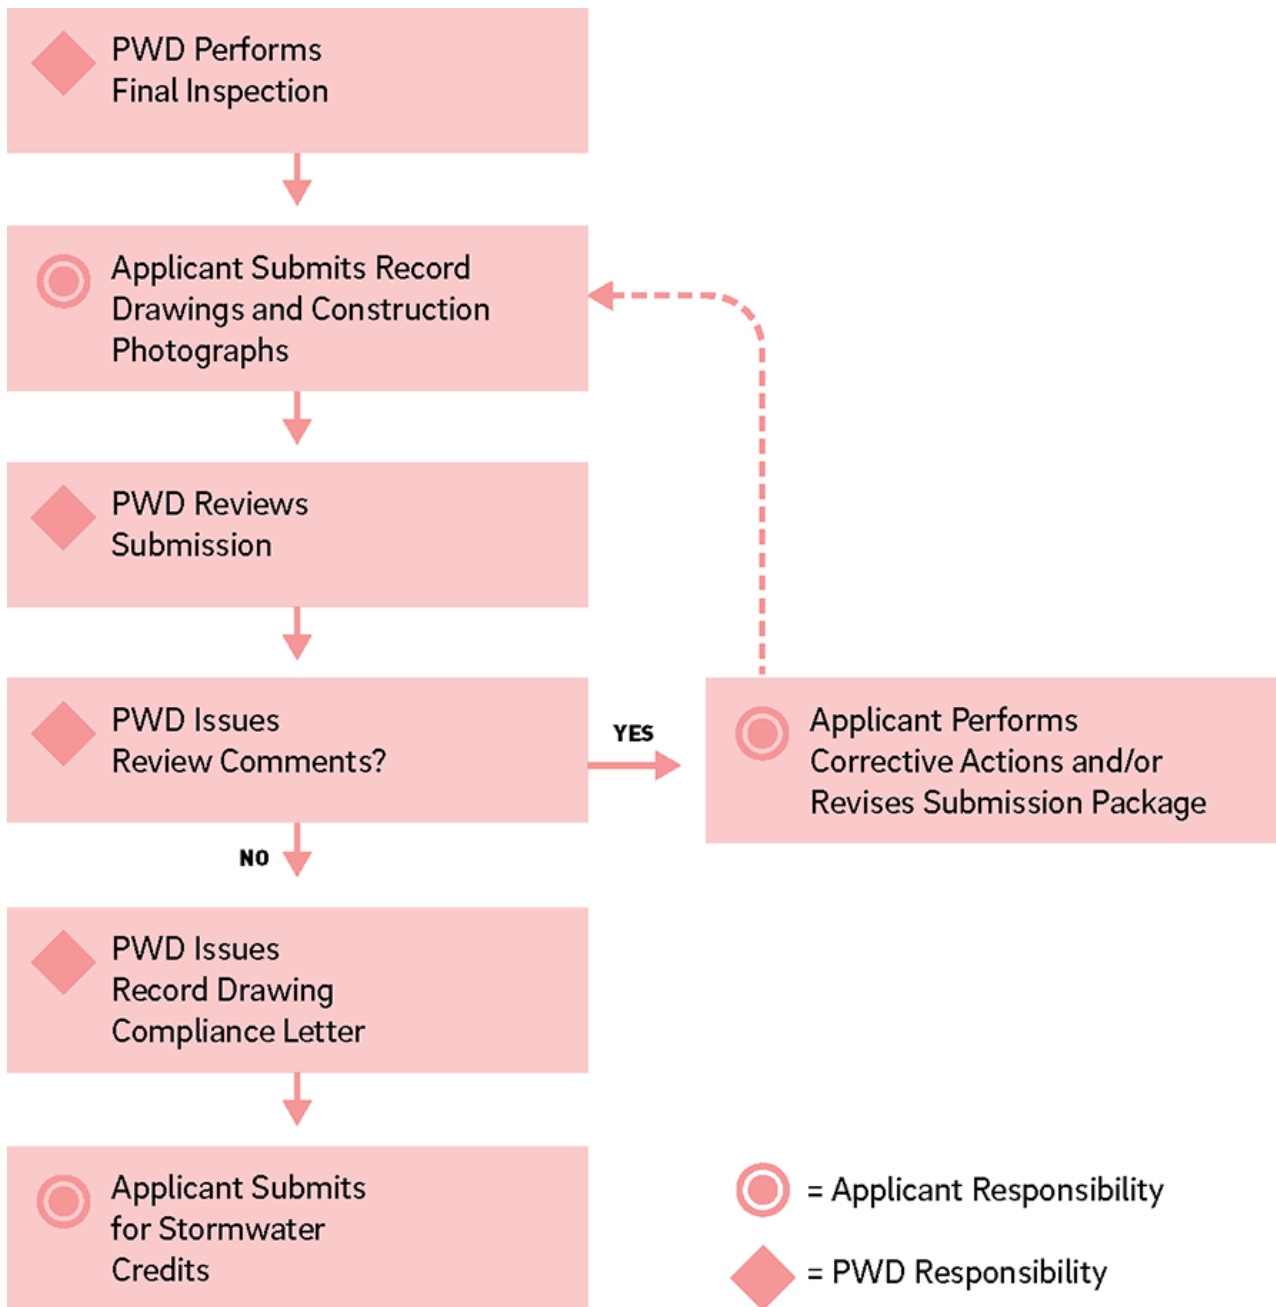 PWD Performs
Final Inspection
Applicant Submits Record
Drawings and Construction
Photographs
PWD Reviews
Submission
PWD Issues
Review Comments?
YES
Applicant Performs
Corrective Actions and/or
Revises Submission Package
NO
PWD Issues
Record Drawing
Compliance Letter
Applicant Submits
for Stormwater
Credits
= Applicant Responsibility
= PWD Responsibility